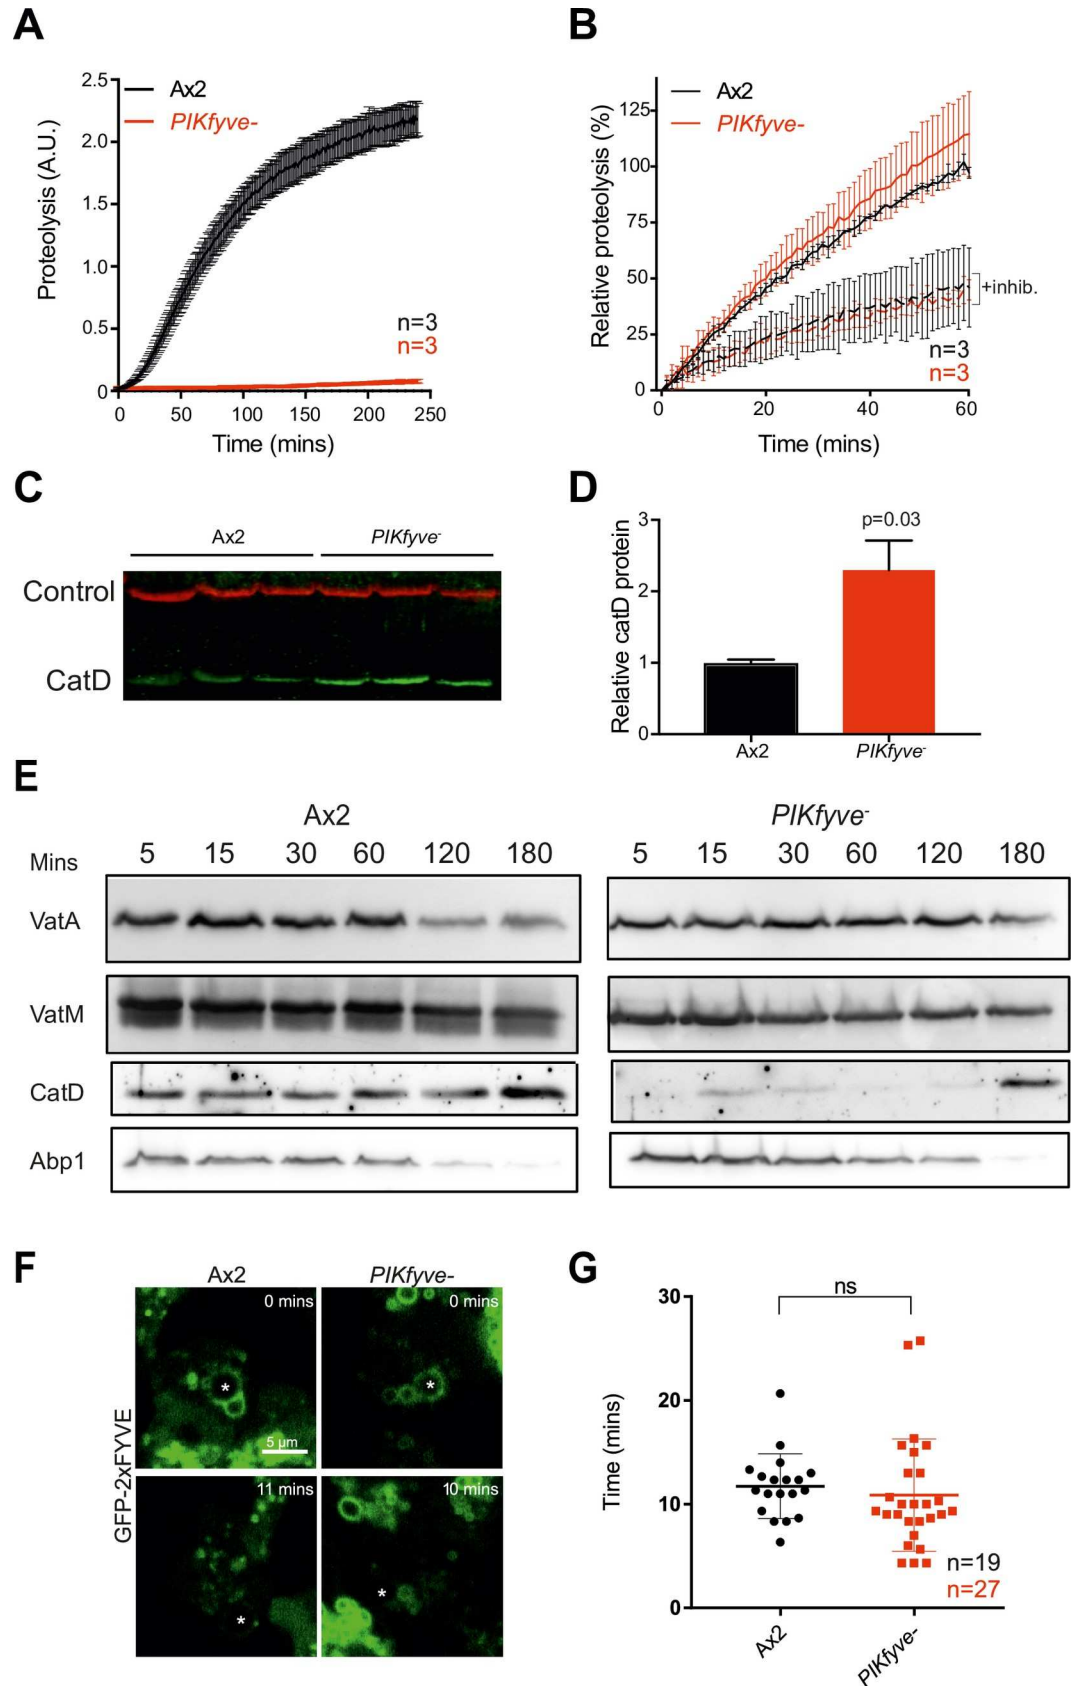 A
Proteolysis (A.U.)
2.5
2.0
1.5
1.0
0.5
0
Ax2
PIKfyve-
n=3
n=3
0 50 100 150 200 250
Time (mins)
B
Relative proteolysis (%)
125
100
75
50
25
0
Ax2
PIKfyve-
+inhib.
n=3
n=3
0 20 40 60
Time (mins)
C
Ax2 PIKfyve-
Control
CatD
D
Relative catD protein
3
2
1
0
p=0.03
Ax2 PIKfyve-
E
Ax2 PIKfyve-
Mins 5 15 30 60 120 180 5 15 30 60 120 180
VatA
VatM
CatD
Abp1
F
Ax2 PIKfyve-
GFP-2xFYVE
0 mins 0 mins
5 µm
11 mins 10 mins
* * * *
G
Time (mins)
30
20
10
0
ns
n=19
n=27
Ax2 PIKfyve-